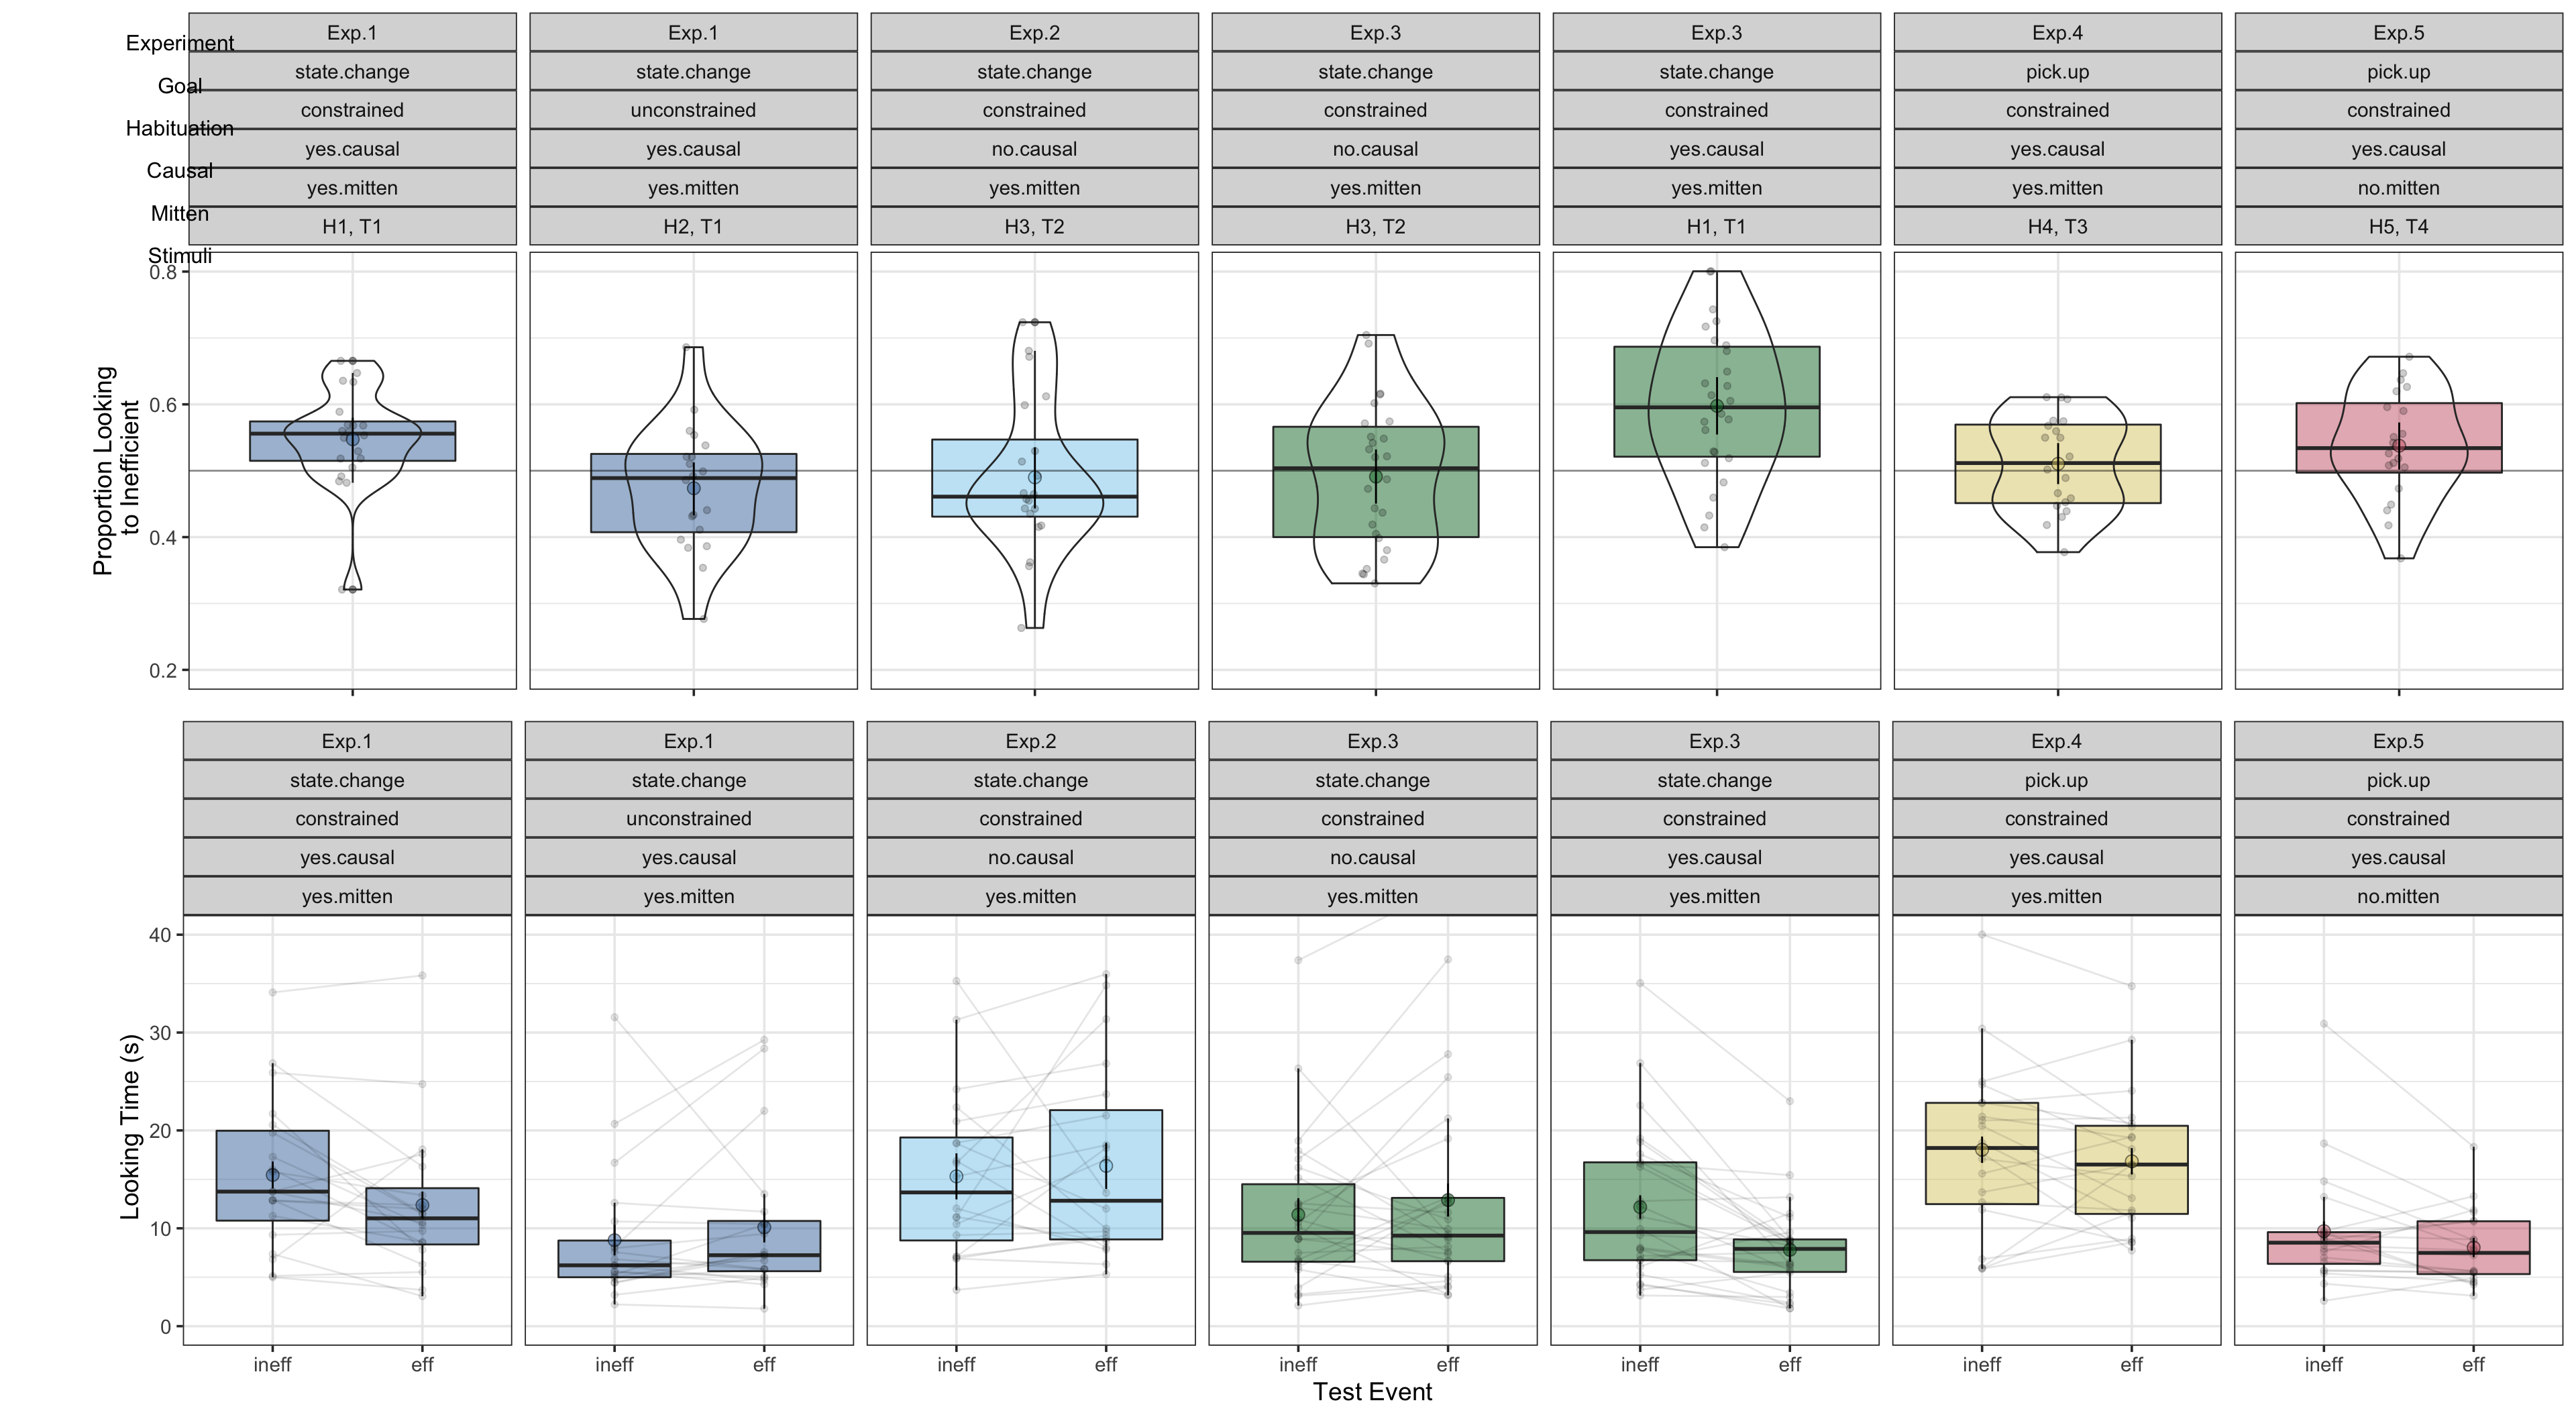 Experiment Exp.1 Exp.1 Exp.2 Exp.3 Exp.3 Exp.4 Exp.5
Goal state.change state.change state.change state.change state.change pick.up pick.up
Habituation constrained unconstrained constrained constrained constrained constrained constrained
Causal yes.causal yes.causal no.causal no.causal yes.causal yes.causal yes.causal
Mitten yes.mitten yes.mitten yes.mitten yes.mitten yes.mitten yes.mitten no.mitten
Stimuli H1, T1 H2, T1 H3, T2 H3, T2 H1, T1 H4, T3 H5, T4
Proportion Looking
to Inefficient
0.8
0.6
0.4
0.2
Exp.1 Exp.1 Exp.2 Exp.3 Exp.3 Exp.4 Exp.5
state.change state.change state.change state.change state.change pick.up pick.up
constrained unconstrained constrained constrained constrained constrained constrained
yes.causal yes.causal no.causal no.causal yes.causal yes.causal yes.causal
yes.mitten yes.mitten yes.mitten yes.mitten yes.mitten yes.mitten no.mitten
Looking Time (s)
40
30
20
10
0
ineff eff ineff eff ineff eff ineff eff ineff eff ineff eff ineff eff
Test Event